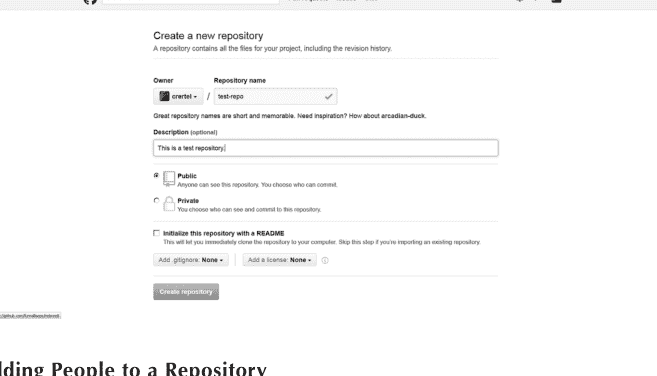 Create a new repository
A repository contains all the files for your project, including the revision history.
Owner Repository name
crertel / test-repo
Great repository names are short and memorable. Need inspiration? How about arcadian-duck.
Description (optional)
This is a test repository.
Public
Anyone can see this repository. You choose who can commit.
Private
You choose who can see and commit to this repository.
Initialize this repository with a README
This will let you immediately clone the repository to your computer. Skip this step if you're importing an existing repository.
Add .gitignore: None Add a license: None
Create repository
lding People to a Repository